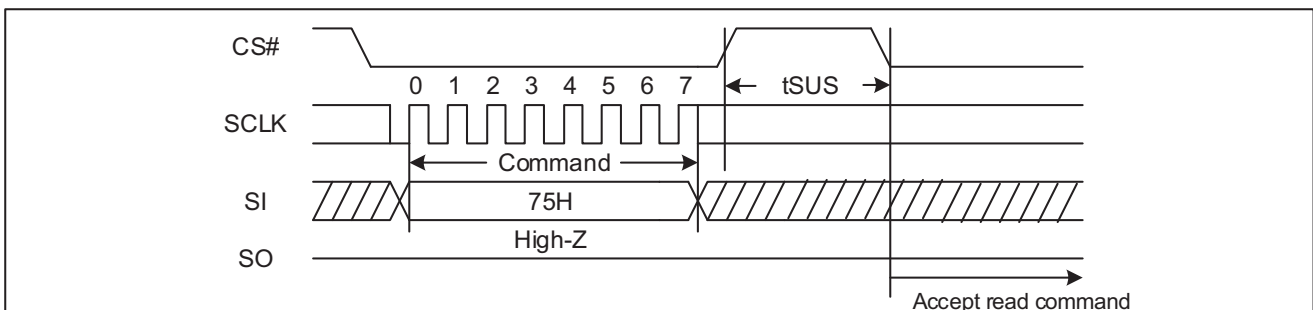 CS#
0 1 2 3 4 5 6 7
tSUS
SCLK
Command
SI
75H
High-Z
SO
Accept read command